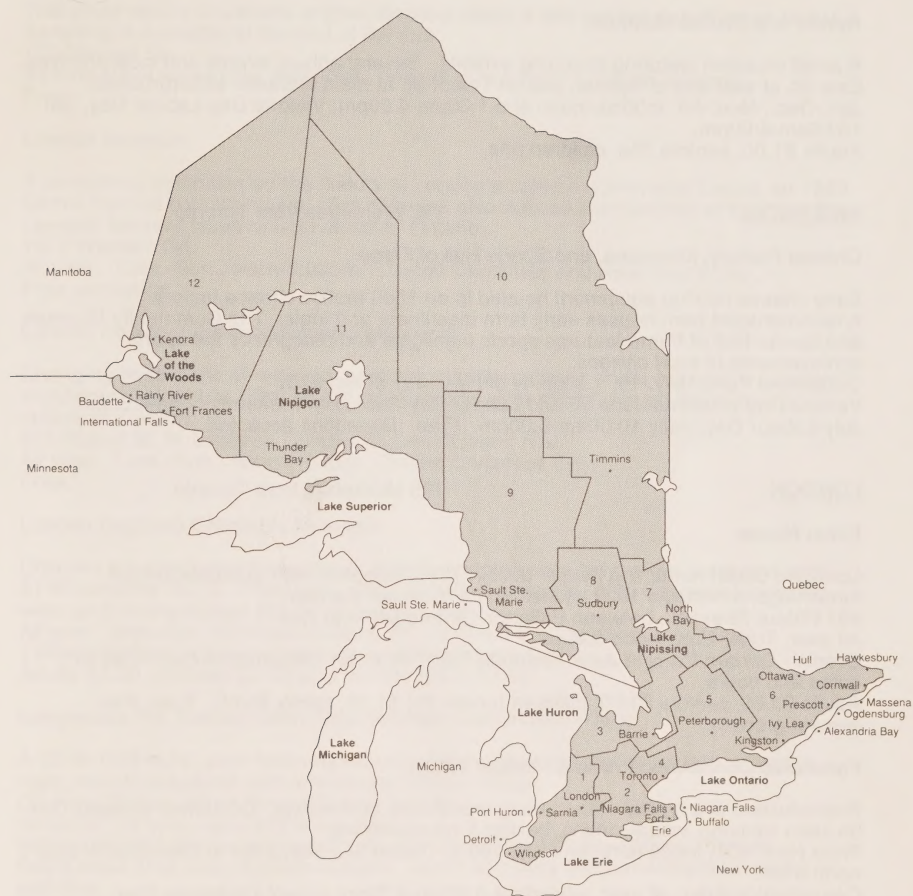 Manitoba
12
10
11
Kenora
Lake
of the
Woods
Lake
Nipigon
Rainy River
Baudette
Fort Frances
International Falls
Thunder
Bay
Timmins
Minnesota
9
Lake Superior
8
7
Quebec
Sault Ste.
Marie
Sudbury
North
Bay
Sault Ste. Marie
Lake
Nipissing
Hull
Hawkesbury
Ottawa
Cornwall
5
6
Massena
Prescott
Ogdensburg
Lake Huron
Peterborough
Ivy Lea
Alexandria Bay
3
Barrie
Kingston
Lake
Michigan
Michigan
4
1
Toronto
Lake Ontario
London
2
Port Huron
Sarnia
Niagara Falls
Niagara Falls
Fort
Erie
Buffalo
Detroit
Windsor
Lake Erie
New York